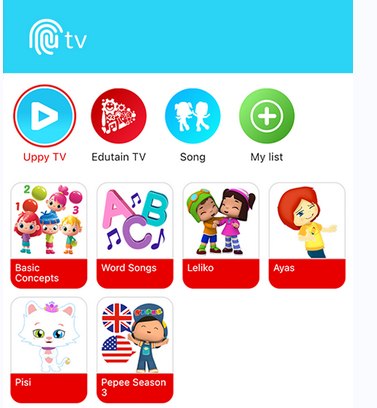 tv
Uppy TV
Edutain TV
Song
My list
2
1
3
Basic
Concepts
ABC
Word Songs
Leliko
Ayas
Pisi
Pepee Season
3